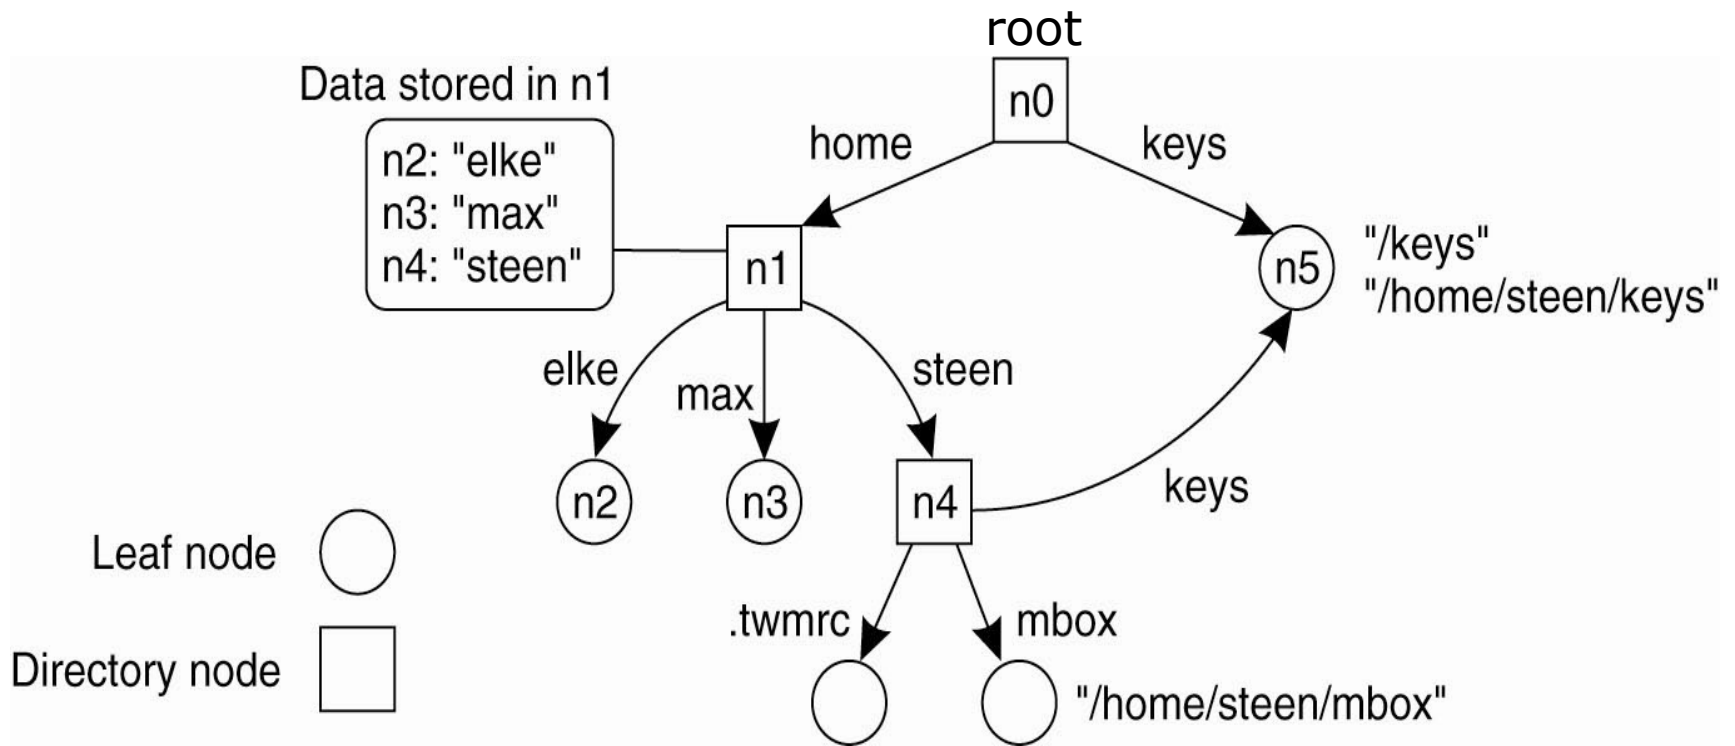 root
n0
Data stored in n1
n2: "elke"
n3: "max"
n4: "steen"
home
keys
n1
n5
"/keys"
"/home/steen/keys"
elke
max
steen
n2
n3
n4
keys
Leaf node
.twmrc
mbox
Directory node
"/home/steen/mbox"